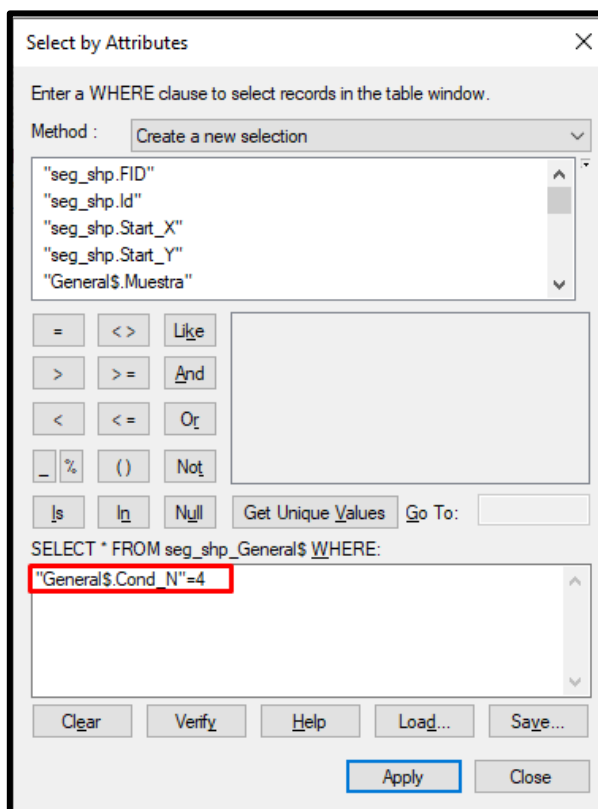 Select by Attributes
Enter a WHERE clause to select records in the table window.
Method : Create a new selection
"seg_shp.FID"
"seg_shp.Id"
"seg_shp.Start_X"
"seg_shp.Start_Y"
"General$.Muestra"
= < > Like
> > = And
< < = Or
_ % ( ) Not
Is In Null Get Unique Values Go To:
SELECT * FROM seg_shp_General$ WHERE:
"General$.Cond_N"=4
Clear Verify Help Load... Save...
Apply Close